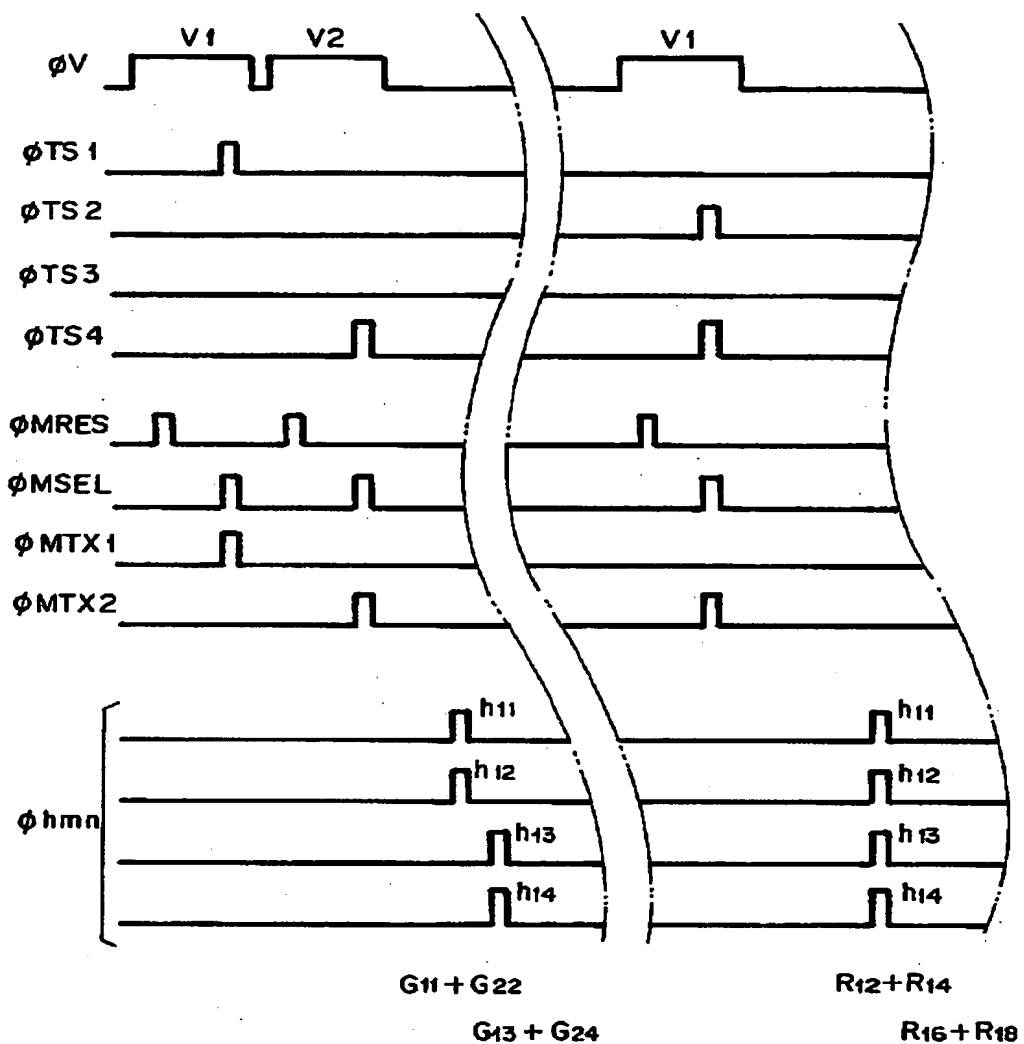 V1 V2 V1
φV
φTS1
φTS2
φTS3
φTS4
φMRES
φMSEL
φMTX1
φMTX2
h11 h11
h12 h12
φhmn
h13 h13
h14 h14
G11+G22 R12+R14
G13+G24 R16+R18